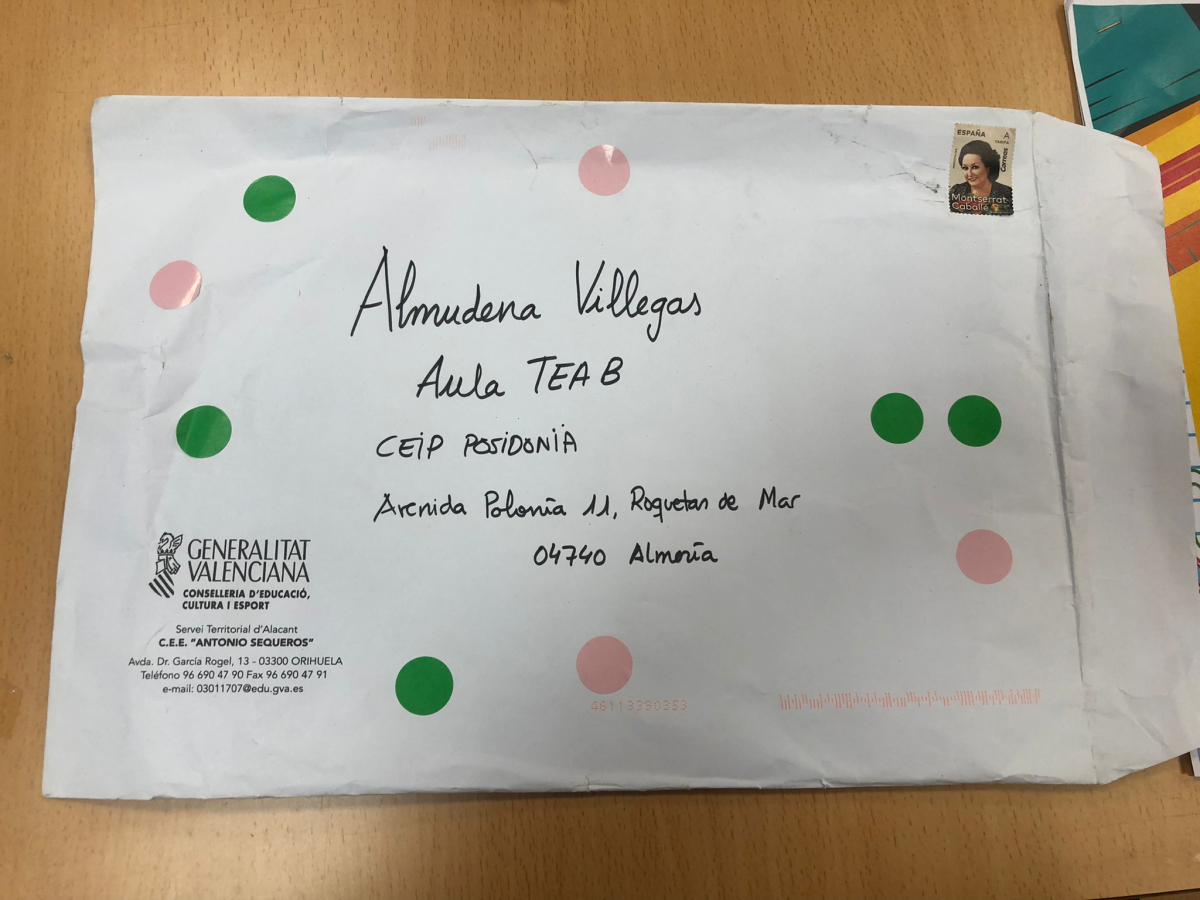 ESPAÑA
A
TARIFA
Correos
Montserrat
Caballé
Almudena Villegas
Aula TEA B
CEIP POSIDONIA
Avenida Polonia 11, Roquetas de Mar
04740 Almería
GENERALITAT
VALENCIANA
CONSELLERIA D'EDUCACIÓ,
CULTURA I ESPORT
Servei Territorial d'Alacant
C.E.E. "ANTONIO SEQUEROS"
Avda. Dr. García Rogel, 13 - 03300 ORIHUELA
Teléfono 96 690 47 90 Fax 96 690 47 91
e-mail: 03011707@edu.gva.es
46113390353